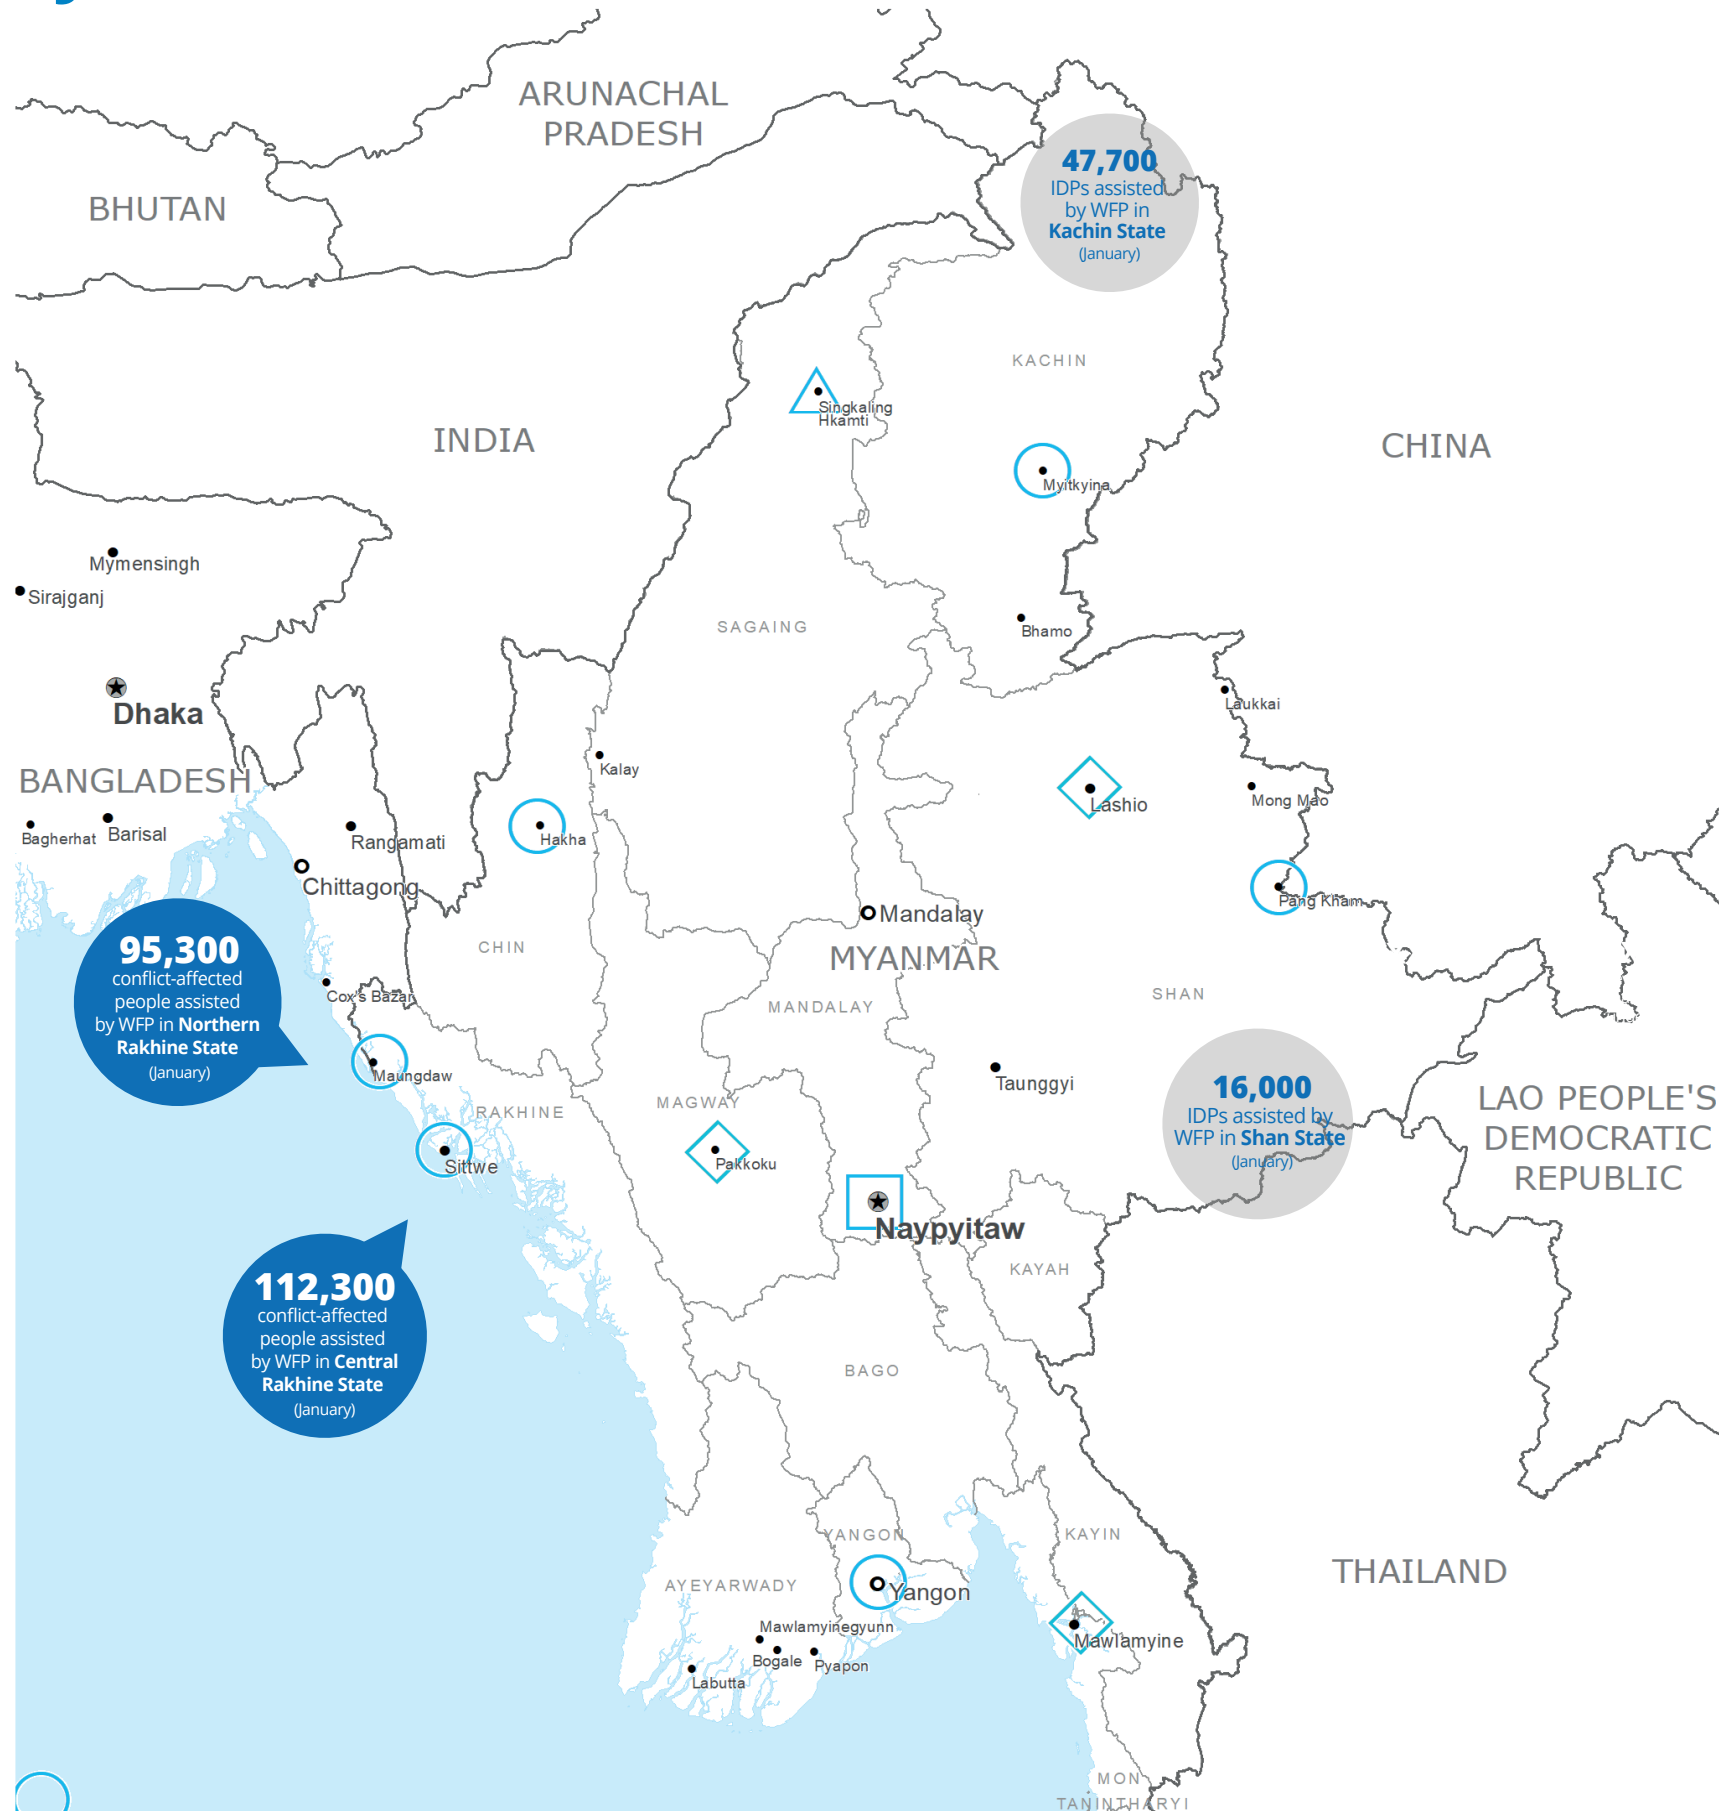 ARUNACHAL
PRADESH
BHUTAN
47,700
IDPs assisted
by WFP in
Kachin State
(January)
KACHIN
Singkaling
Hkamti
INDIA
CHINA
Myitkyina
Mymensingh
Sirajganj
SAGAING
Bhamo
Dhaka
Laukkai
Kalay
BANGLADESH
Mong Mao
Lashio
Bagherhat
Barisal
Rangamati
Hakha
Chittagong
Pang Kham
Mandalay
95,300
conflict-affected
people assisted
by WFP in Northern
Rakhine State
(January)
CHIN
MYANMAR
Cox's Bazar
MANDALAY
SHAN
Maungdaw
Taunggyi
RAKHINE
MAGWAY
16,000
IDPs assisted by
WFP in Shan State
(January)
LAO PEOPLE'S
DEMOCRATIC
REPUBLIC
Sittwe
Pakkoku
Naypyitaw
KAYAH
112,300
conflict-affected
people assisted
by WFP in Central
Rakhine State
(January)
BAGO
YANGON
KAYIN
THAILAND
AYEYARWADY
Yangon
Mawlamyinegyunn
Mawlamyine
Bogale
Pyapon
Labutta
MON
TANINTHARYI